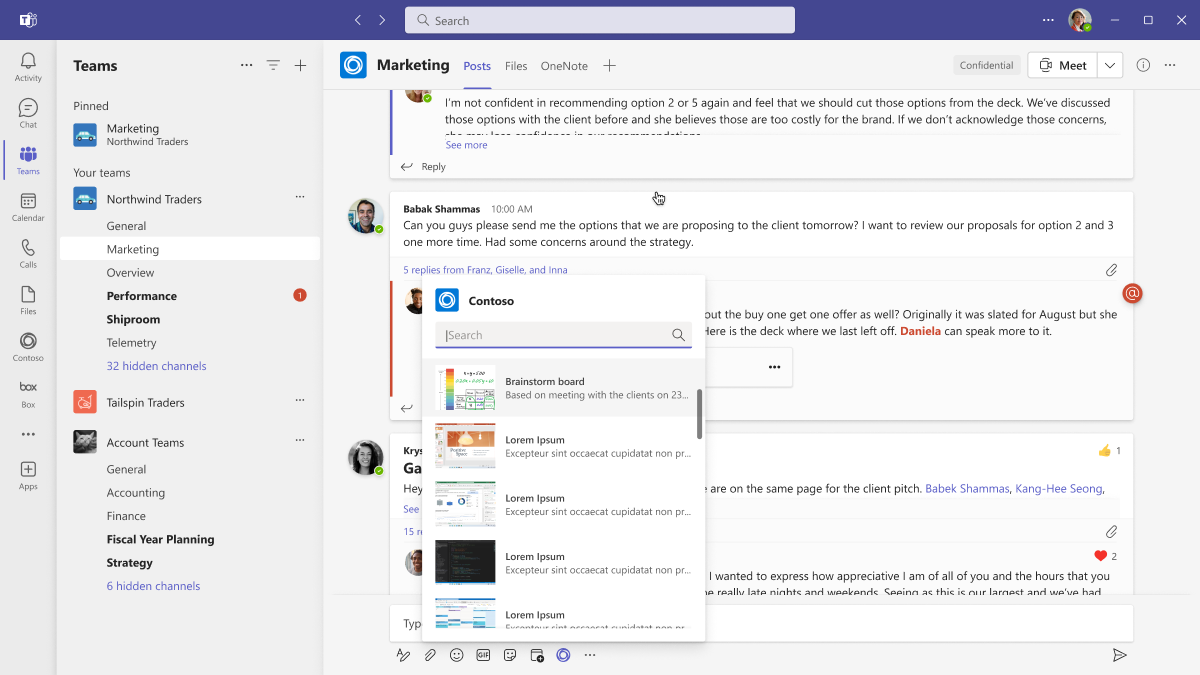 Search
Activity
Chat
Teams
Calendar
Calls
Files
Contoso
box
Box
Apps
Teams
Pinned
Marketing
Northwind Traders
Your teams
Northwind Traders
General
Marketing
Overview
Performance
1
Shiproom
Telemetry
32 hidden channels
Tailspin Traders
Account Teams
General
Accounting
Finance
Fiscal Year Planning
Strategy
6 hidden channels
Marketing
Posts
Files
OneNote
Confidential
Meet
I'm not confident in recommending option 2 or 5 again and feel that we should cut those options from the deck. We've discussed
those options with the client before and she believes those are too costly for the brand. If we don't acknowledge those concerns,
she may lose confidence in our recommendations.
See more
Reply
Babak Shammas 10:00 AM
Can you guys please send me the options that we are proposing to the client tomorrow? I want to review our proposals for option 2 and 3
one more time. Had some concerns around the strategy.
5 replies from Franz, Giselle, and Inna
out the buy one get one offer as well? Originally it was slated for August but she
Here is the deck where we last left off. Daniela can speak more to it.
Contoso
Search
Brainstorm board
Based on meeting with the clients on 23...
Lorem Ipsum
Excepteur sint occaecat cupidatat non pr...
Lorem Ipsum
Excepteur sint occaecat cupidatat non pr...
Lorem Ipsum
Excepteur sint occaecat cupidatat non pr...
Lorem Ipsum
Excepteur sint occaecat cupidatat non pr...
Krys
1
Ga
Hey
e are on the same page for the client pitch. Babek Shammas, Kang-Hee Seong,
See
15 re
2
I wanted to express how appreciative I am of all of you and the hours that you
e really late nights and weekends. Seeing as this is our largest and we've had
Typ
GIF